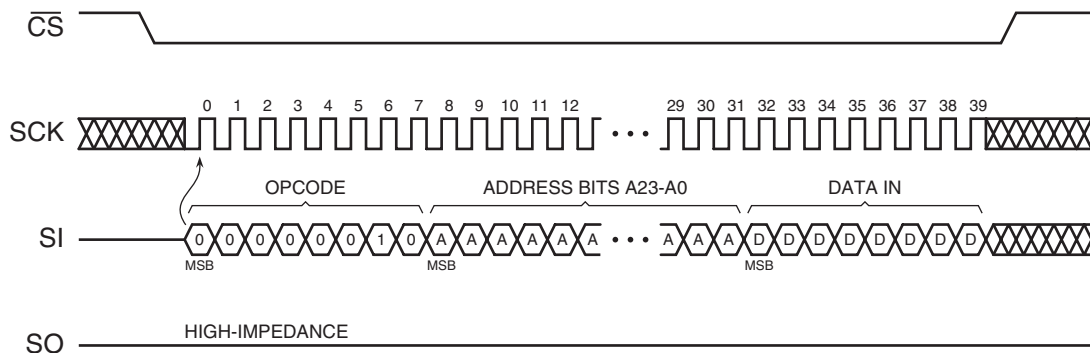 CS
0 1 2 3 4 5 6 7 8 9 10 11 12 29 30 31 32 33 34 35 36 37 38 39
SCK
OPCODE ADDRESS BITS A23-A0 DATA IN
SI 0 0 0 0 0 0 1 0 A A A A A A A A A D D D D D D D D
MSB MSB MSB
HIGH-IMPEDANCE
SO